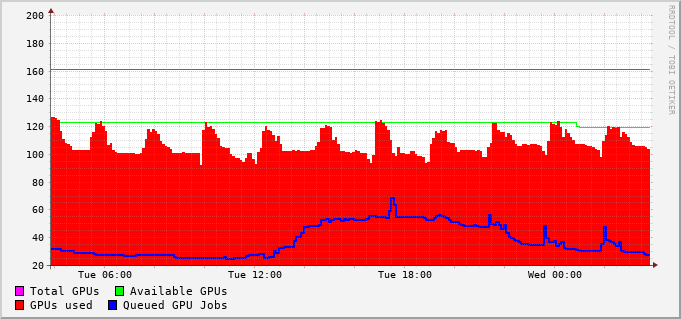 200
180
160
140
120
100
80
60
40
20
Tue 06:00 Tue 12:00 Tue 18:00 Wed 00:00
Total GPUs Available GPUs
GPUs used Queued GPU Jobs
RRDTOOL / TOBI OETIKER